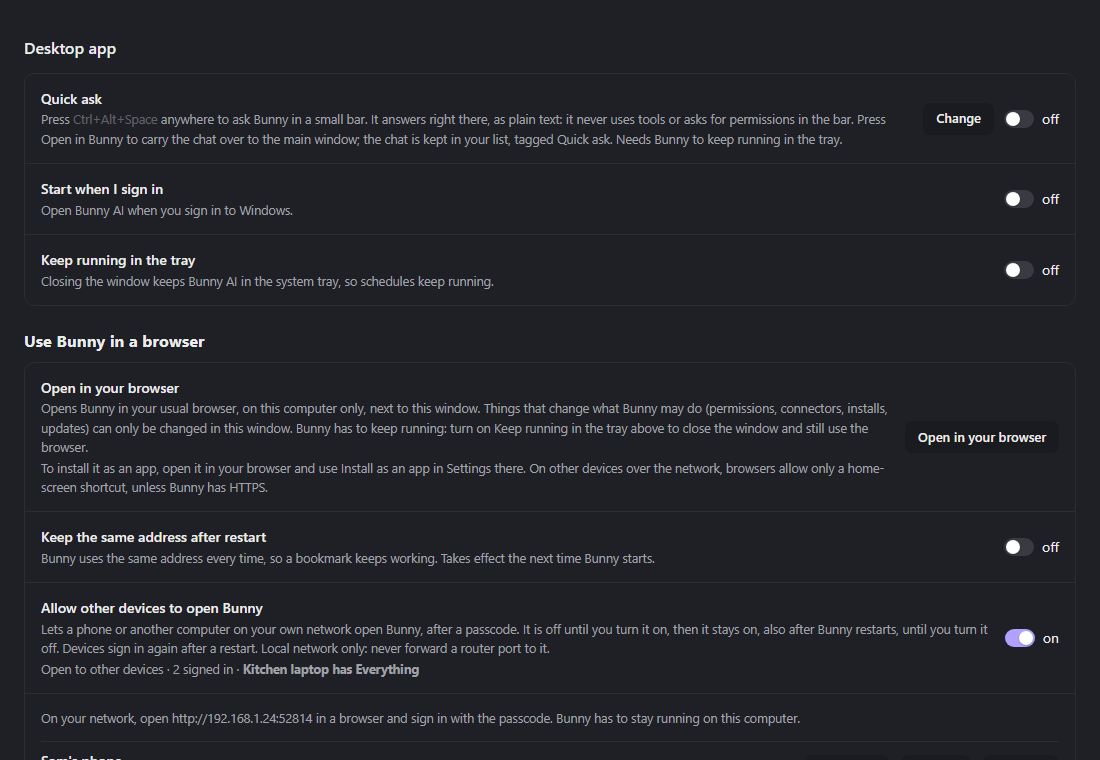 Desktop app
Quick ask
Press Ctrl+Alt+Space anywhere to ask Bunny in a small bar. It answers right there, as plain text: it never uses tools or asks for permissions in the bar. Press
Open in Bunny to carry the chat over to the main window; the chat is kept in your list, tagged Quick ask. Needs Bunny to keep running in the tray.
Change
off
Start when I sign in
Open Bunny AI when you sign in to Windows.
off
Keep running in the tray
Closing the window keeps Bunny AI in the system tray, so schedules keep running.
off
Use Bunny in a browser
Open in your browser
Opens Bunny in your usual browser, on this computer only, next to this window. Things that change what Bunny may do (permissions, connectors, installs,
updates) can only be changed in this window. Bunny has to keep running: turn on Keep running in the tray above to close the window and still use the
browser.
To install it as an app, open it in your browser and use Install as an app in Settings there. On other devices over the network, browsers allow only a home-
screen shortcut, unless Bunny has HTTPS.
Open in your browser
Keep the same address after restart
Bunny uses the same address every time, so a bookmark keeps working. Takes effect the next time Bunny starts.
off
Allow other devices to open Bunny
Lets a phone or another computer on your own network open Bunny, after a passcode. It is off until you turn it on, then it stays on, also after Bunny restarts, until you turn it
off. Devices sign in again after a restart. Local network only: never forward a router port to it.
Open to other devices · 2 signed in · Kitchen laptop has Everything
on
On your network, open http://192.168.1.24:52814 in a browser and sign in with the passcode. Bunny has to stay running on this computer.